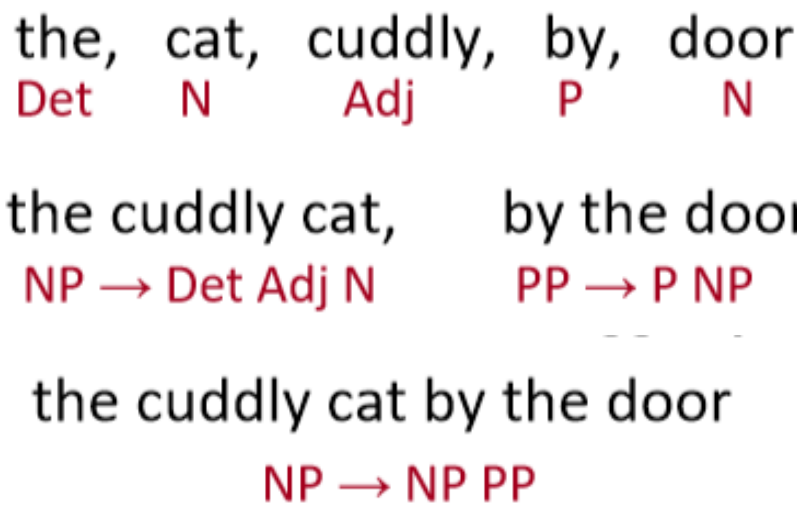 the, cat, cuddly, by, door
Det N Adj P N
the cuddly cat, by the door
NP → Det Adj N PP → P NP
the cuddly cat by the door
NP → NP PP